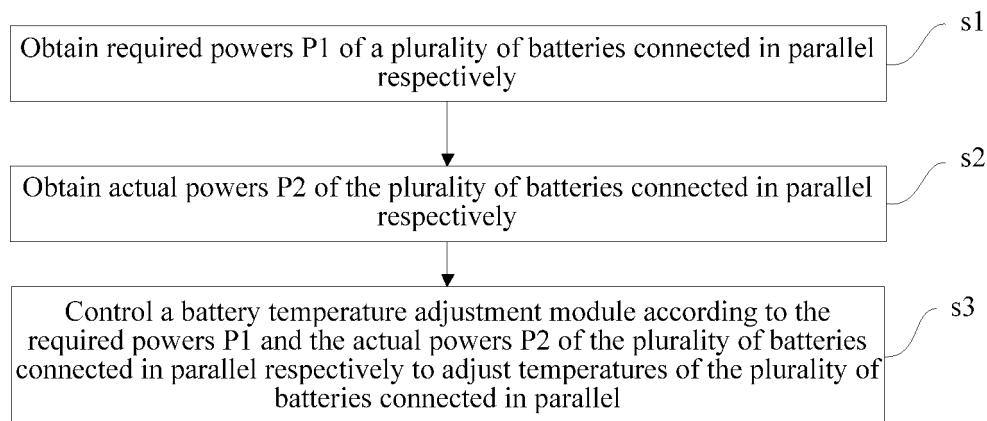 s1
Obtain required powers P1 of a plurality of batteries connected in parallel
respectively
s2
Obtain actual powers P2 of the plurality of batteries connected in parallel
respectively
s3
Control a battery temperature adjustment module according to the
required powers P1 and the actual powers P2 of the plurality of batteries
connected in parallel respectively to adjust temperatures of the plurality of
batteries connected in parallel